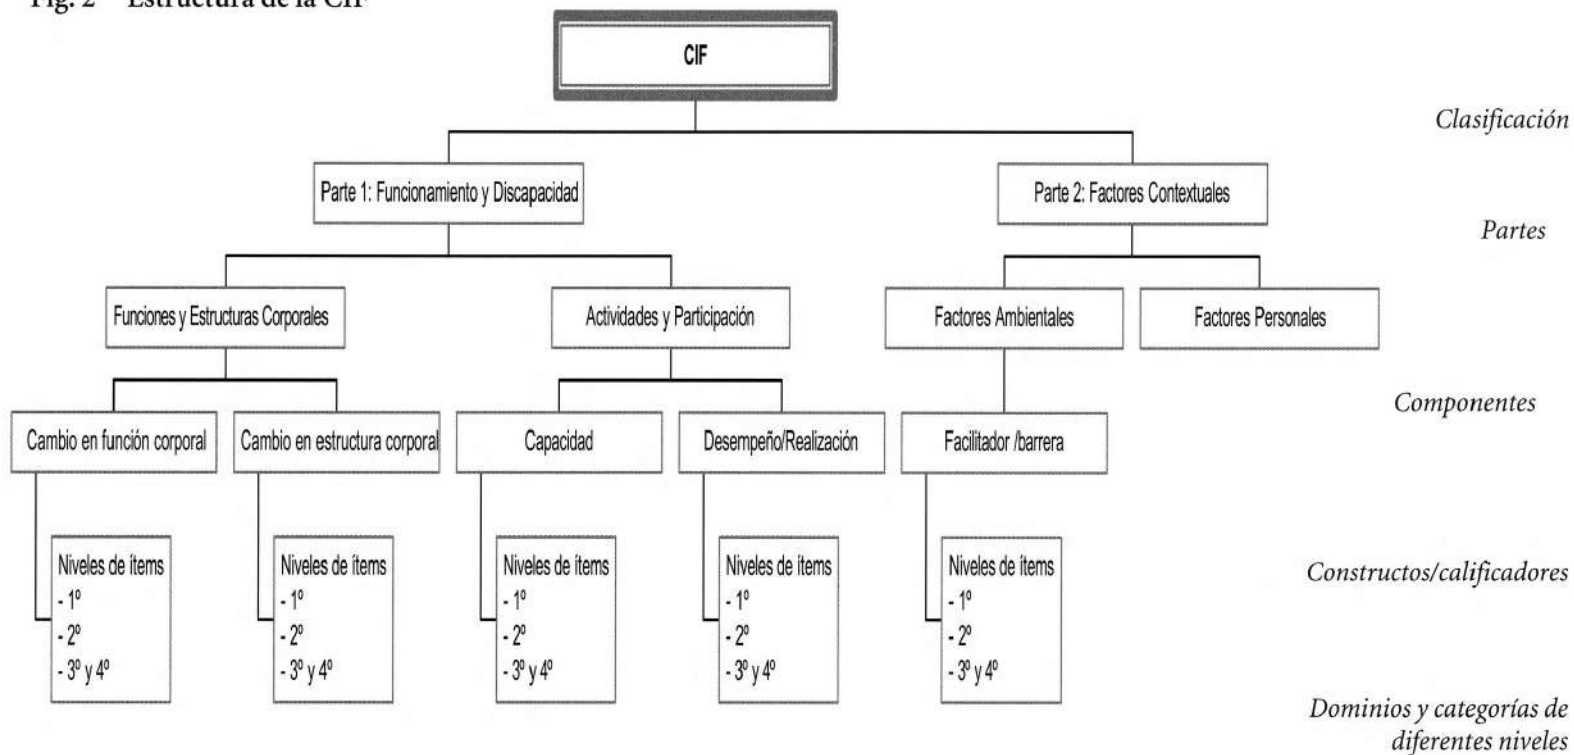 Fig. 2 Estructura de la CIF
CIF
Clasificación
Parte 1: Funcionamiento y Discapacidad
Parte 2: Factores Contextuales
Partes
Funciones y Estructuras Corporales
Actividades y Participación
Factores Ambientales
Factores Personales
Componentes
Cambio en función corporal
Cambio en estructura corporal
Capacidad
Desempeño/Realización
Facilitador /barrera
Constructos/calificadores
Niveles de ítems
- 1º
- 2º
- 3º y 4º
Niveles de ítems
- 1º
- 2º
- 3º y 4º
Niveles de ítems
- 1º
- 2º
- 3º y 4º
Niveles de ítems
- 1º
- 2º
- 3º y 4º
Niveles de ítems
- 1º
- 2º
- 3º y 4º
Dominios y categorías de
diferentes niveles